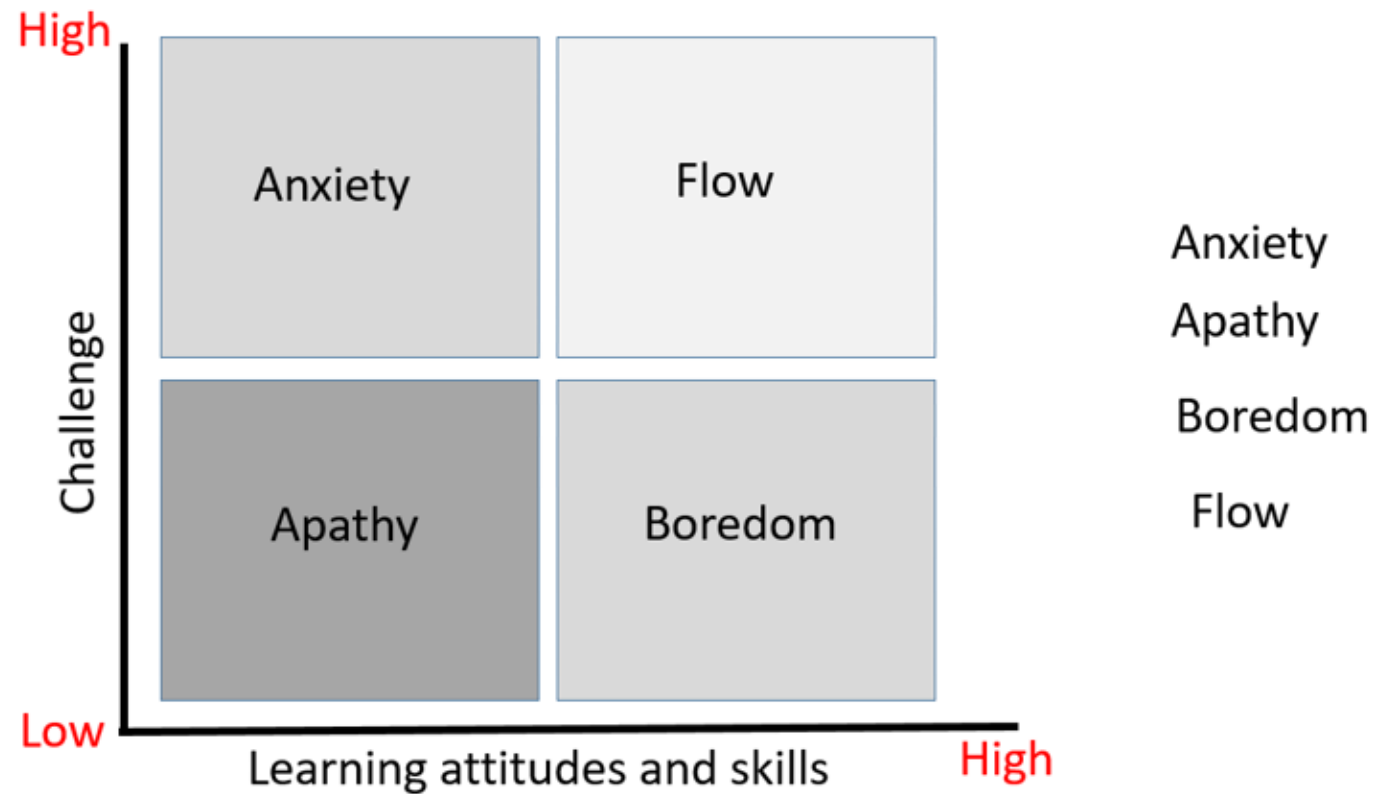 High
Anxiety
Flow
Anxiety
Apathy
Challenge
Boredom
Apathy
Boredom
Flow
Low
Learning attitudes and skills
High